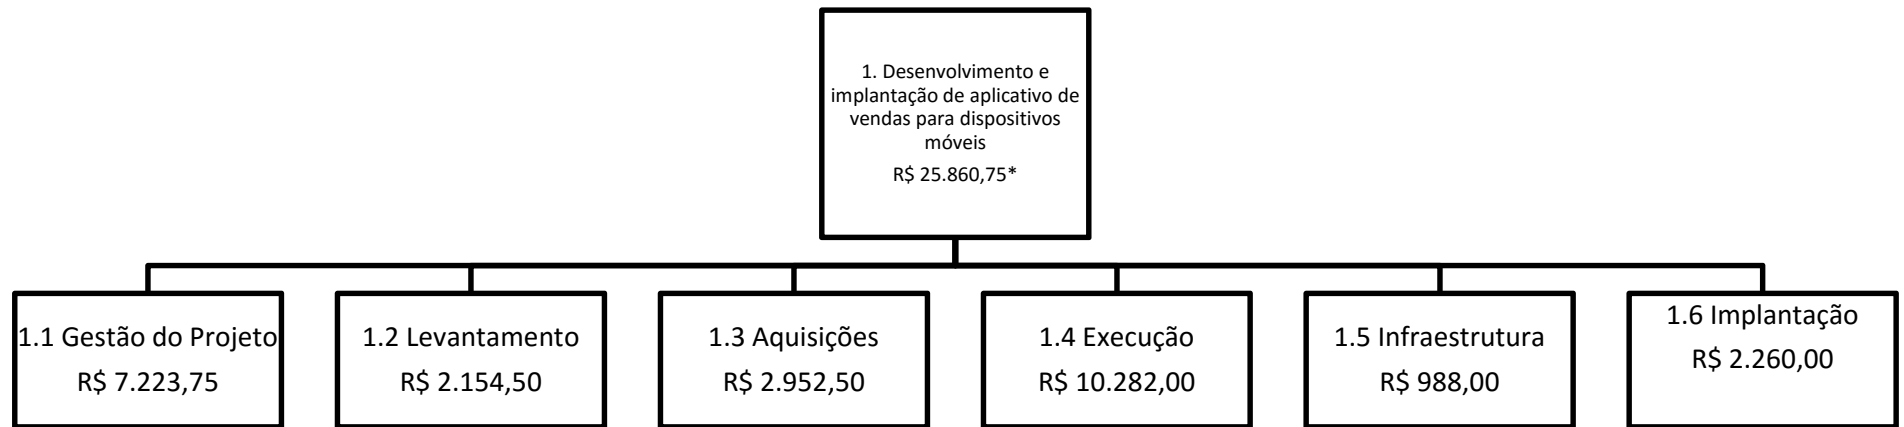 1. Desenvolvimento e
implantação de aplicativo de
vendas para dispositivos
móveis
R$ 25.860,75*
1.1 Gestão do Projeto
R$ 7.223,75
1.2 Levantamento
R$ 2.154,50
1.3 Aquisições
R$ 2.952,50
1.4 Execução
R$ 10.282,00
1.5 Infraestrutura
R$ 988,00
1.6 Implantação
R$ 2.260,00